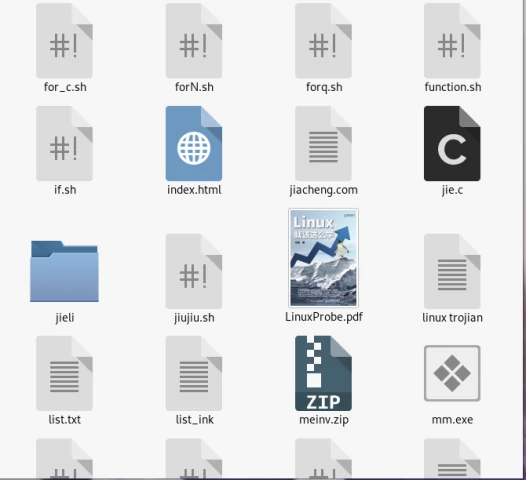 for_c.sh
forN.sh
forq.sh
function.sh
if.sh
index.html
jiacheng.com
C
jie.c
jieli
jiujiu.sh
Linux
就该这么学
LinuxProbe.pdf
linux trojan
list.txt
list_ink
ZIP
meinv.zip
mm.exe